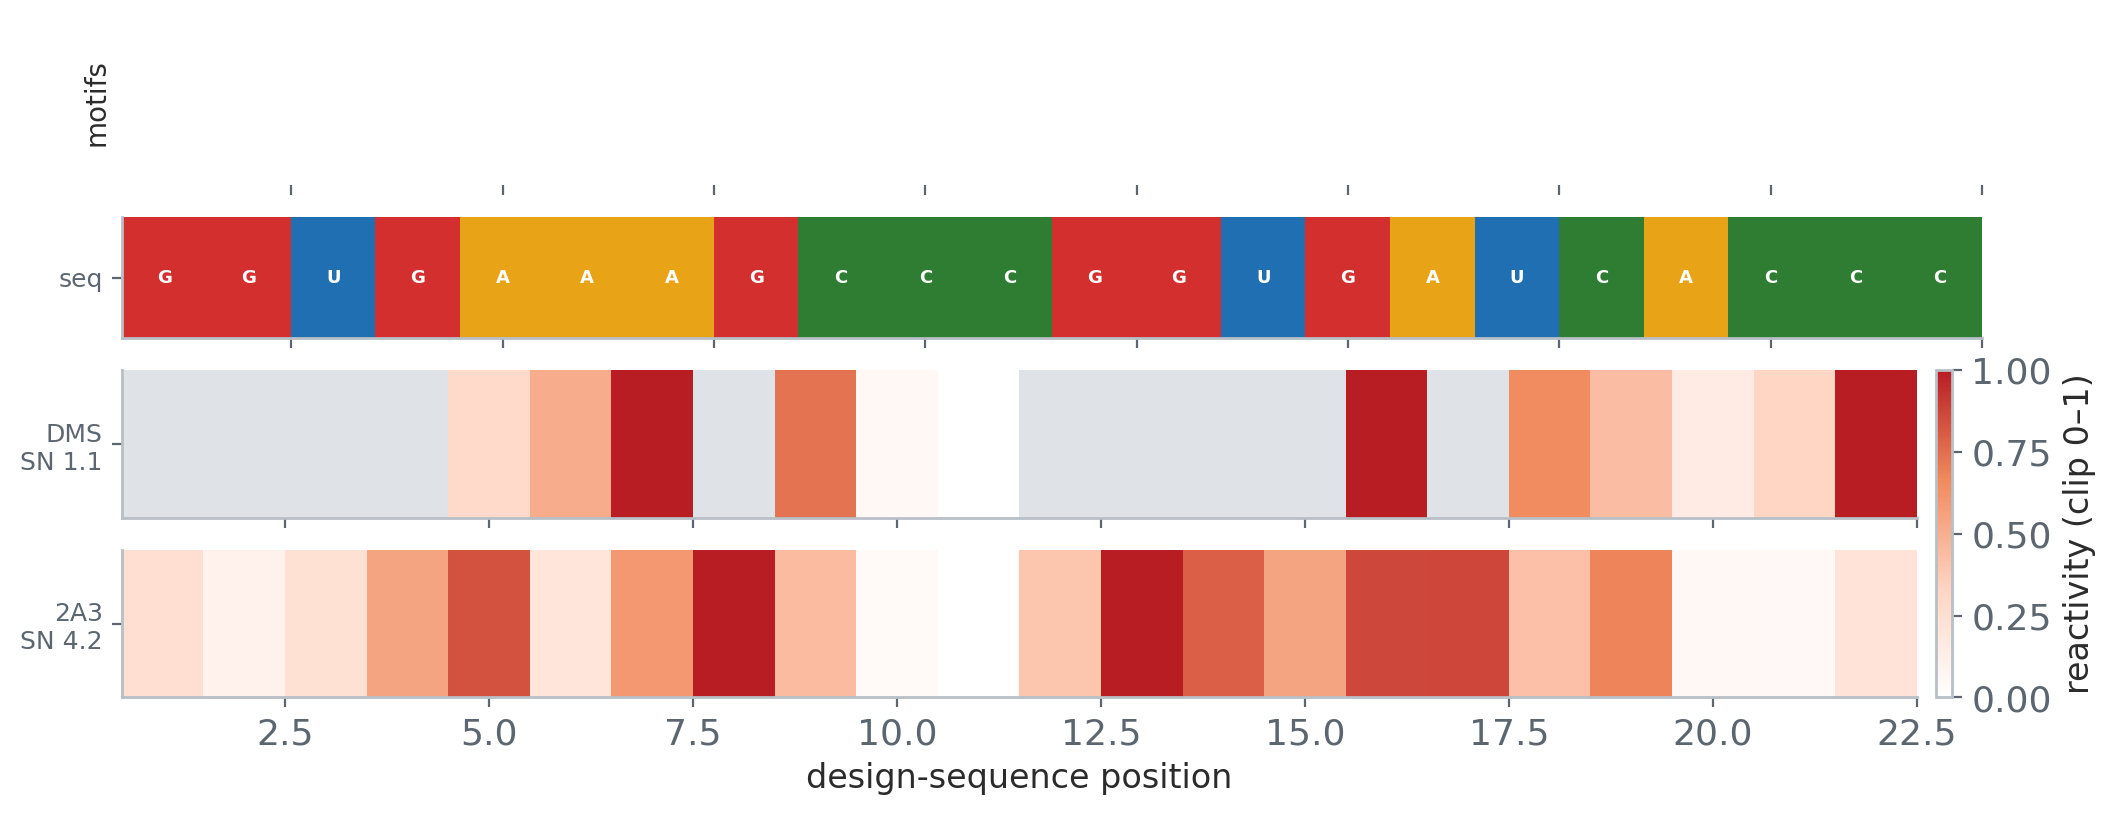 motifs
seq
G G U G A A A G C C C G G U G A U C A C C C
DMS
SN 1.1
2A3
SN 4.2
1.00
0.75
0.50
0.25
0.00
reactivity (clip 0–1)
2.5 5.0 7.5 10.0 12.5 15.0 17.5 20.0 22.5
design-sequence position